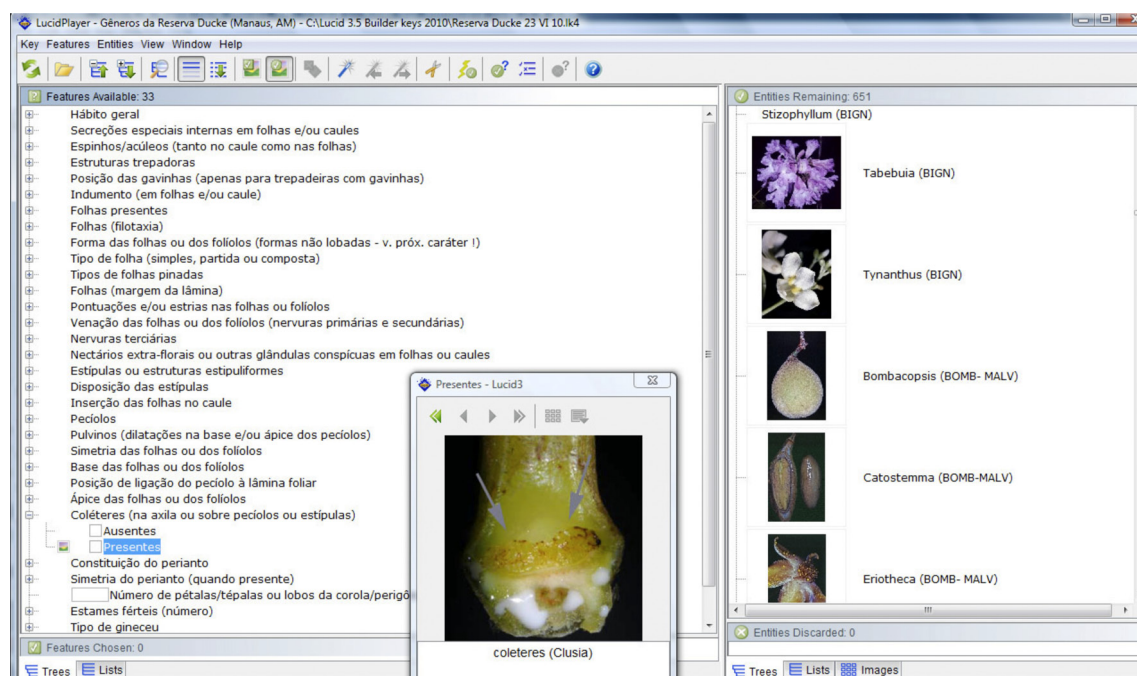 LucidPlayer - Gêneros da Reserva Ducke (Manaus, AM) - C:\Lucid 3.5 Builder keys 2010\Reserva Ducke 23 VI 10.lk4
Key Features Entities View Window Help
Features Available: 33
Hábito geral
Secreções especiais internas em folhas e/ou caules
Espinhos/acúleos (tanto no caule como nas folhas)
Estruturas trepadoras
Posição das gavinhas (apenas para trepadeiras com gavinhas)
Indumento (em folhas e/ou caule)
Folhas presentes
Folhas (filotaxia)
Forma das folhas ou dos folíolos (formas não lobadas - v. próx. caráter !)
Tipo de folha (simples, partida ou composta)
Tipos de folhas pinadas
Folhas (margem da lâmina)
Pontuações e/ou estrias nas folhas ou folíolos
Venação das folhas ou dos folíolos (nervuras primárias e secundárias)
Nervuras terciárias
Nectários extra-florais ou outras glândulas conspícuas em folhas ou caules
Estípulas ou estruturas estipuliformes
Disposição das estípulas
Inserção das folhas no caule
Pecíolos
Pulvinos (dilatações na base e/ou ápice dos pecíolos)
Simetria das folhas ou dos folíolos
Base das folhas ou dos folíolos
Posição de ligação do pecíolo à lâmina foliar
Ápice das folhas ou dos folíolos
Coléteres (na axila ou sobre pecíolos ou estípulas)
Ausentes
Presentes
Constituição do perianto
Simetria do perianto (quando presente)
Número de pétalas/tépalas ou lobos da corola/perigô
Estames férteis (número)
Tipo de gineceu
Features Chosen: 0
Trees Lists
Presentes - Lucid3
coleteres (Clusia)
Entities Remaining: 651
Stizophyllum (BIGN)
Tabebuia (BIGN)
Tynanthus (BIGN)
Bombacopsis (BOMB- MALV)
Catostemma (BOMB-MALV)
Eriotheca (BOMB- MALV)
Entities Discarded: 0
Trees Lists Images